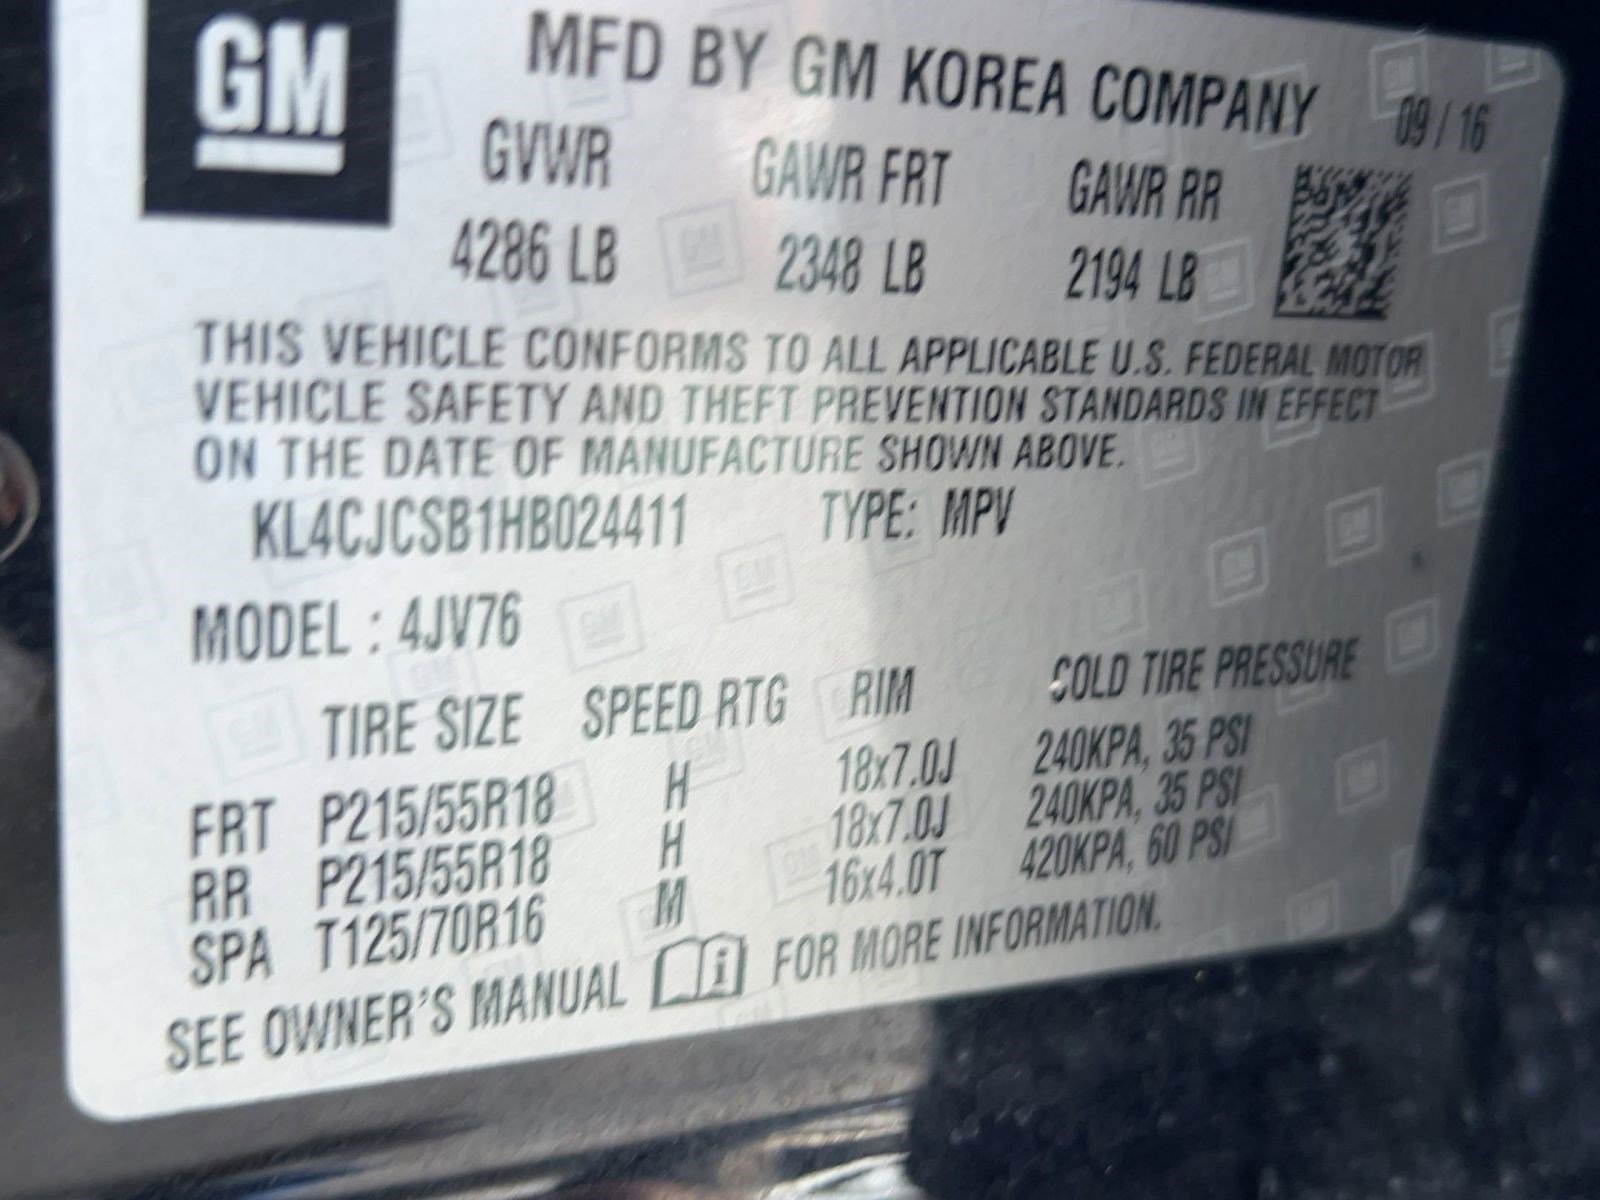 GM
MFD BY GM KOREA COMPANY 09 / 16
GVWR GAWR FRT GAWR RR
4286 LB 2348 LB 2194 LB
THIS VEHICLE CONFORMS TO ALL APPLICABLE U.S. FEDERAL MOTOR
VEHICLE SAFETY AND THEFT PREVENTION STANDARDS IN EFFECT
ON THE DATE OF MANUFACTURE SHOWN ABOVE.
KL4CJCSB1HB024411 TYPE: MPV
MODEL : 4JV76
TIRE SIZE SPEED RTG RIM COLD TIRE PRESSURE
FRT P215/55R18 H 18x7.0J 240KPA, 35 PSI
RR P215/55R18 H 18x7.0J 240KPA, 35 PSI
SPA T125/70R16 M 16x4.0T 420KPA, 60 PSI
SEE OWNER'S MANUAL i FOR MORE INFORMATION.